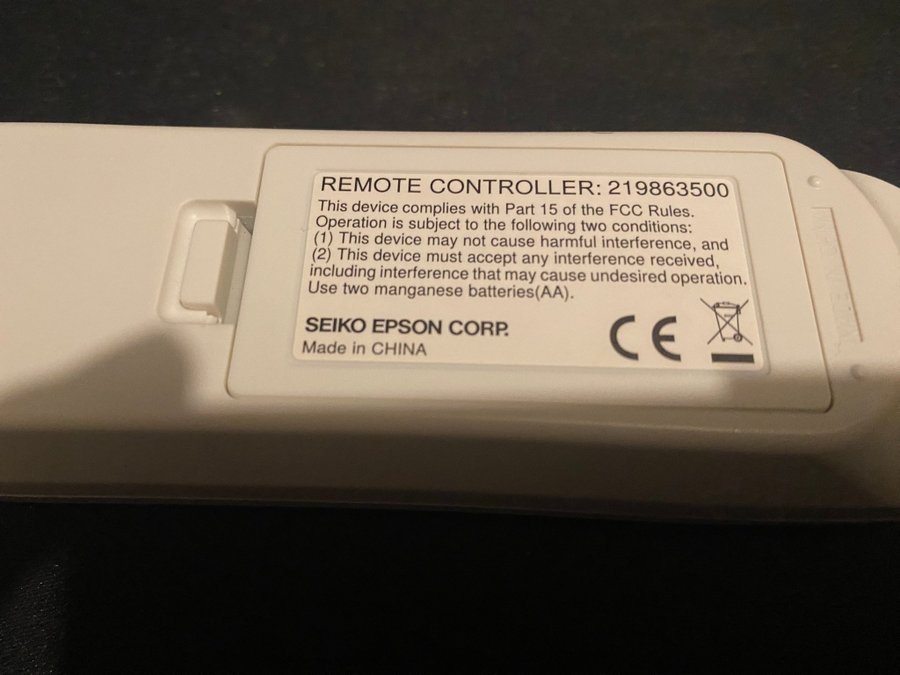 REMOTE CONTROLLER: 219863500
This device complies with Part 15 of the FCC Rules.
Operation is subject to the following two conditions:
(1) This device may not cause harmful interference, and
(2) This device must accept any interference received,
including interference that may cause undesired operation.
Use two manganese batteries(AA).
SEIKO EPSON CORP.
Made in CHINA
CE